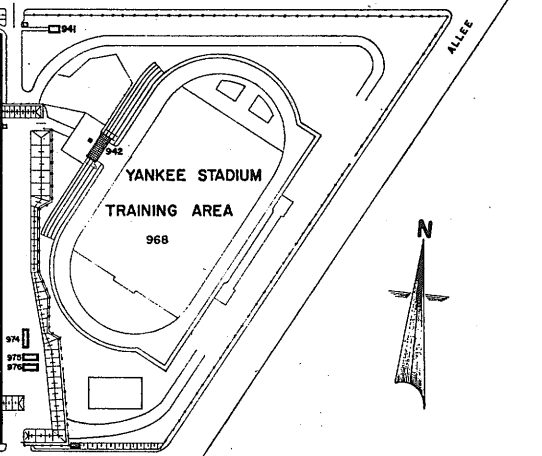 941
ALLEE
942
YANKEE STADIUM
TRAINING AREA
968
N
974
975
976